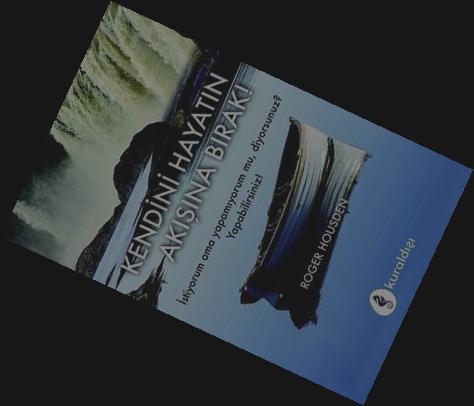 KENDİNİ HAYATIN
AKIŞINA BIRAK!
İstiyorum ama yapamıyorum mu, diyorsunuz?
Yapabilirsiniz!
ROGER HOUSDEN
kuraldışı